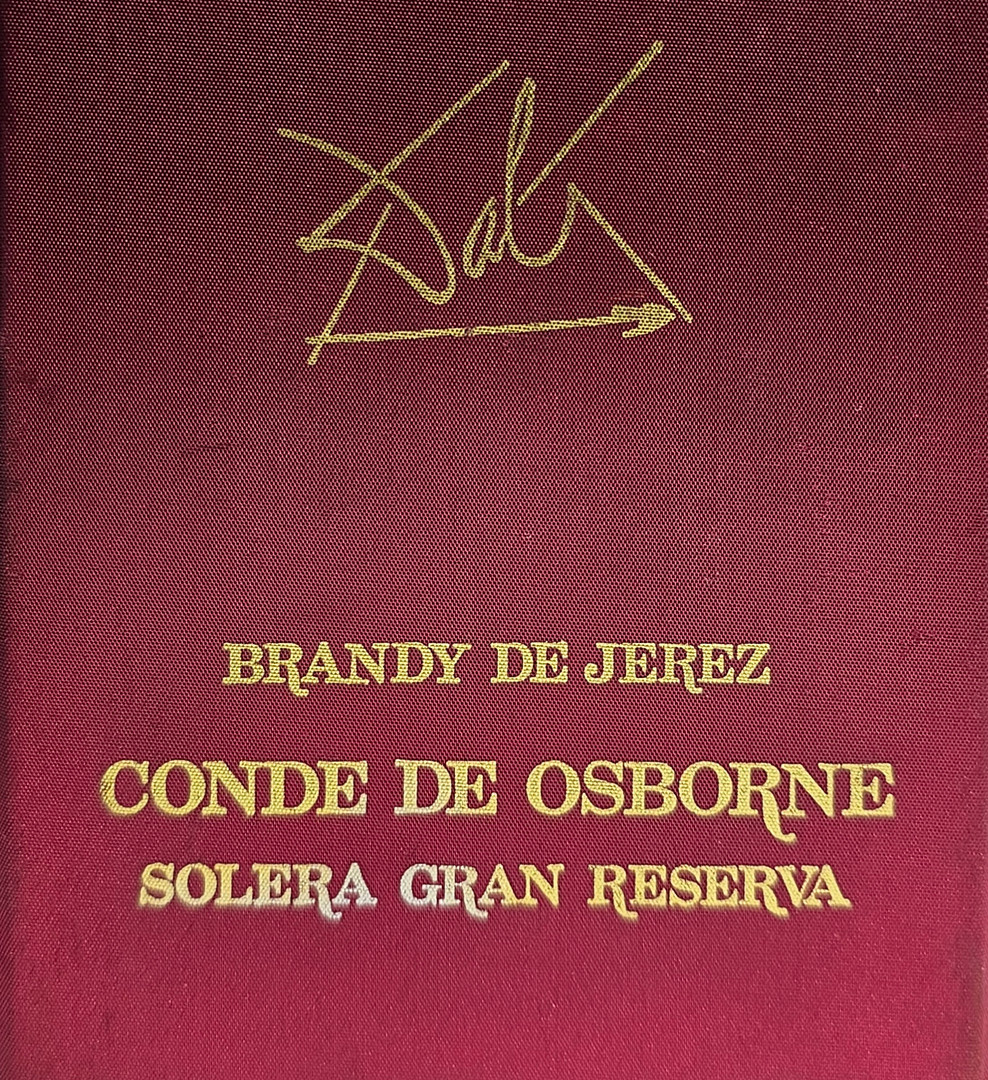 Dalí
BRANDY DE JEREZ
CONDE DE OSBORNE
SOLERA GRAN RESERVA